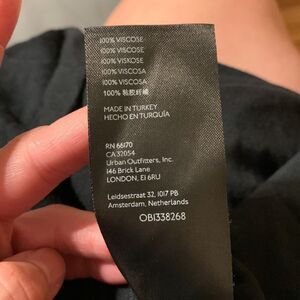 100% VISCOSE
100% VISCOSE
100% VISKOSE
100% VISCOSA
100% VISCOSA
100% 粘胶纤维
MADE IN TURKEY
HECHO EN TURQUÍA
RN 66170
CA 32054
Urban Outfitters, Inc.
146 Brick Lane
LONDON, E1 6RU
Leidsestraat 32, 1017 PB
Amsterdam, Netherlands
OB1338268